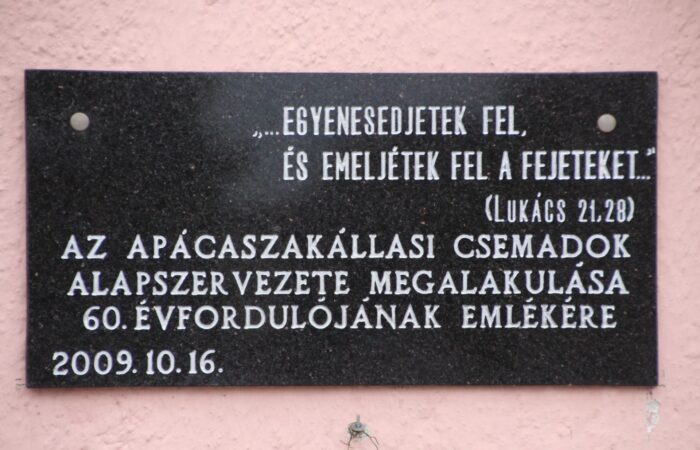 „...EGYENESEDJETEK FEL,
ÉS EMELJÉTEK FEL A FEJETEKET..."
(LUKÁCS 21,28)
AZ APÁCASZAKÁLLASI CSEMADOK
ALAPSZERVEZETE MEGALAKULÁSA
60. ÉVFORDULÓJÁNAK EMLÉKÉRE
2009.10.16.